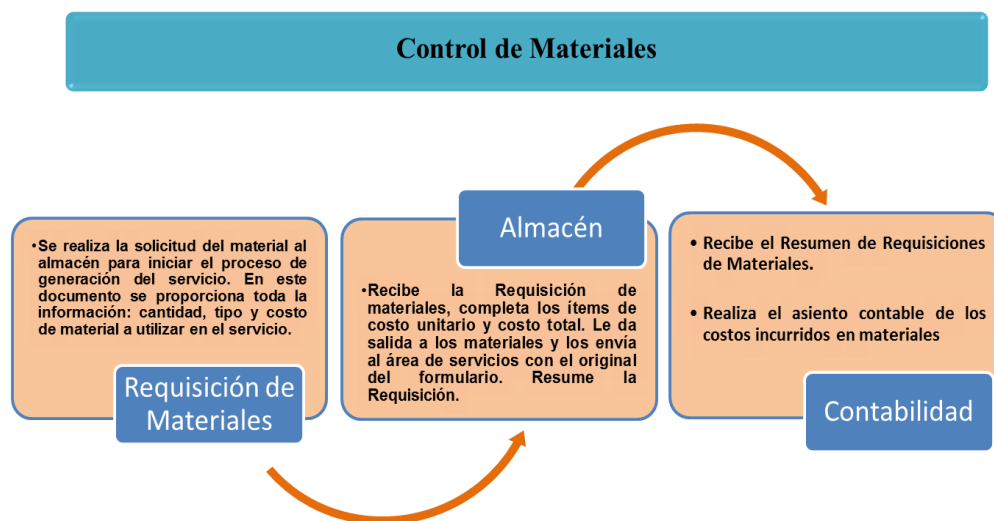 Control de Materiales
•Se realiza la solicitud del material al
almacén para iniciar el proceso de
generación del servicio. En este
documento se proporciona toda la
información: cantidad, tipo y costo
de material a utilizar en el servicio.
Requisición de
Materiales
Almacén
•Recibe la Requisición de
materiales, completa los ítems de
costo unitario y costo total. Le da
salida a los materiales y los envía
al área de servicios con el original
del formulario. Resume la
Requisición.
• Recibe el Resumen de Requisiciones
de Materiales.
• Realiza el asiento contable de los
costos incurridos en materiales
Contabilidad